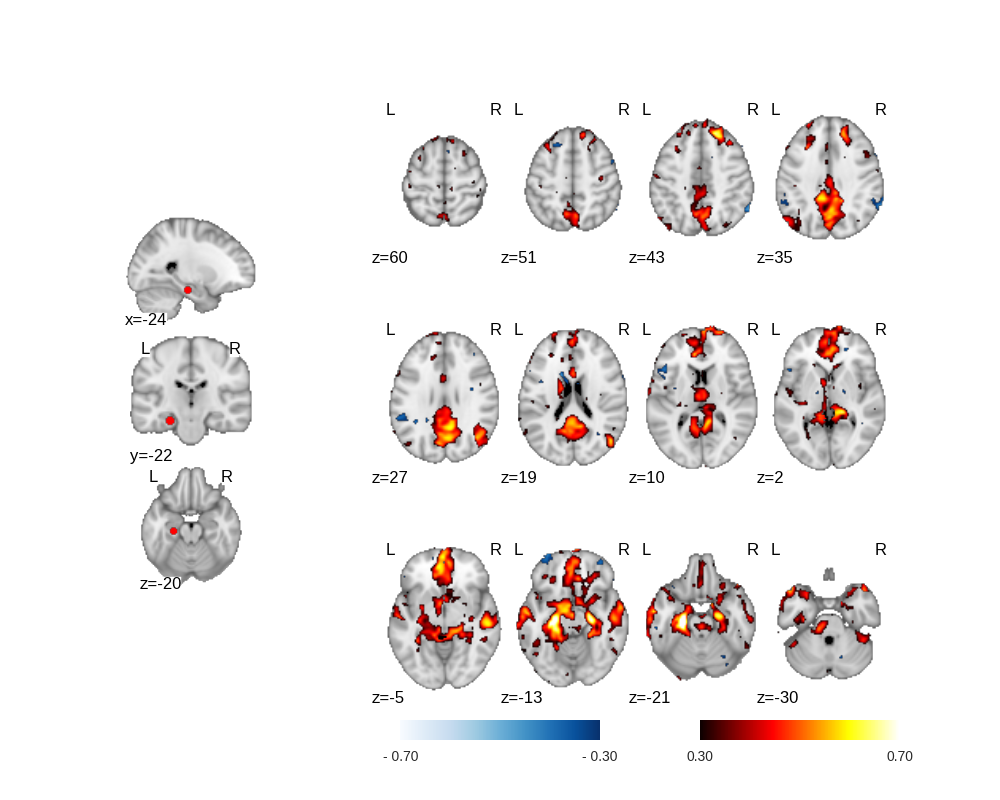 L R L R L R L R
z=60 z=51 z=43 z=35
x=-24
L R L R L R L R
L R
z=27 z=19 z=10 z=2
y=-22
L R
L R L R L R L R
z=-20
z=-5 z=-13 z=-21 z=-30
- 0.70 - 0.30 0.30 0.70